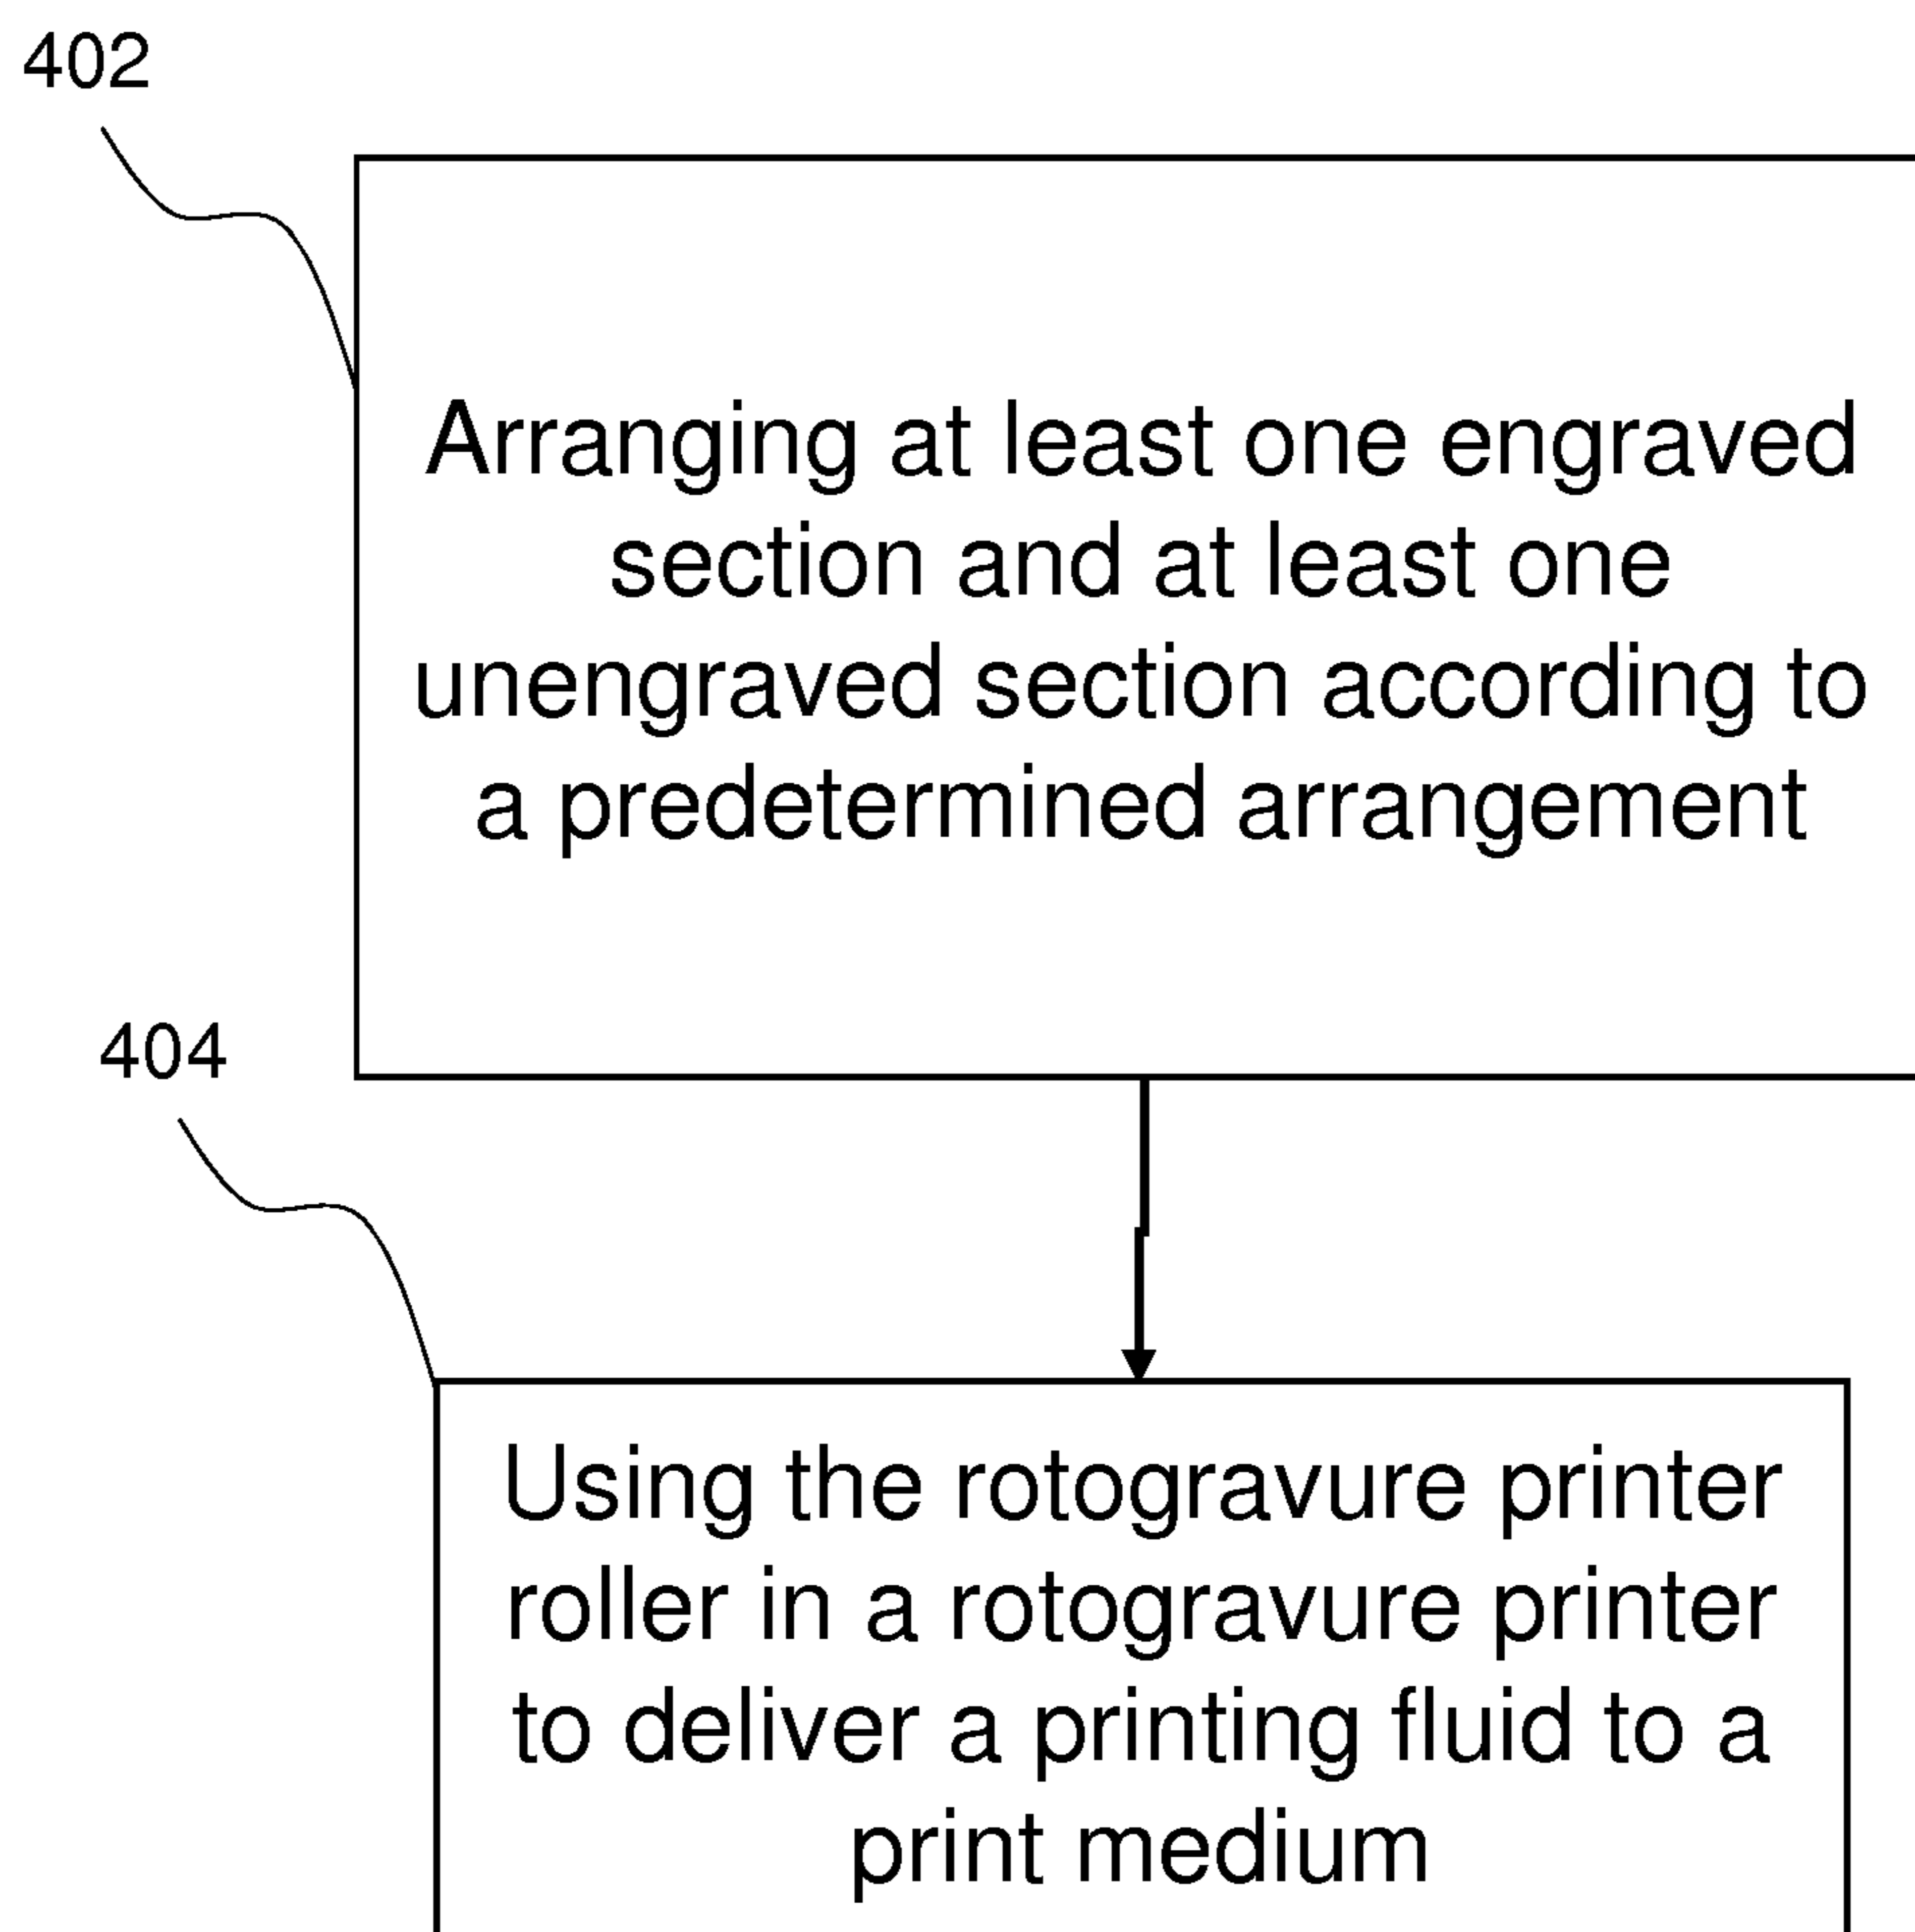 402
Arranging at least one engraved
section and at least one
unengraved section according to
a predetermined arrangement
404
Using the rotogravure printer
roller in a rotogravure printer
to deliver a printing fluid to a
print medium